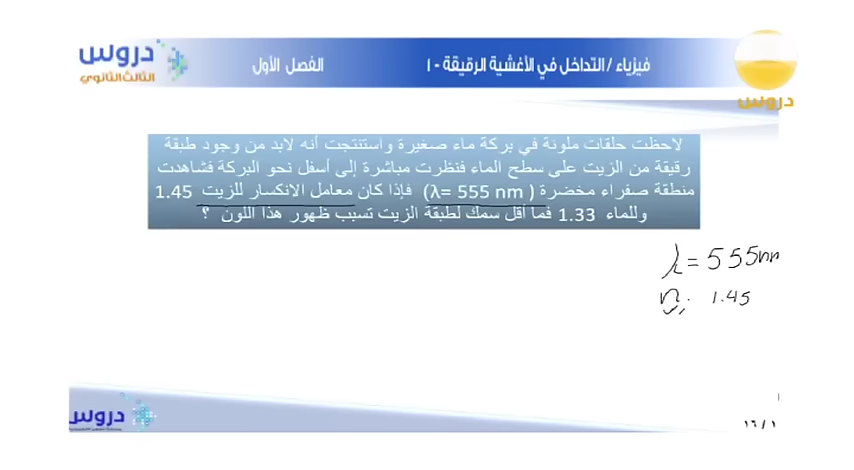 دروس
الثالث الثانوي
الفصل الأول
فيزياء / التداخل في الأغشية الرقيقة - ١
دروس
لاحظت حلقات ملونة في بركة ماء صغيرة واستنتجت أنه لابد من وجود طبقة
رقيقة من الزيت على سطح الماء فنظرت مباشرة إلى أسفل نحو البركة فشاهدت
منطقة صفراء مخضرة ( λ= 555 nm) فإذا كان معامل الانكسار للزيت 1.45
وللماء 1.33 فما أقل سمك لطبقة الزيت تسبب ظهور هذا اللون ؟
λ = 555nm
1.45
دروس
١٦/١